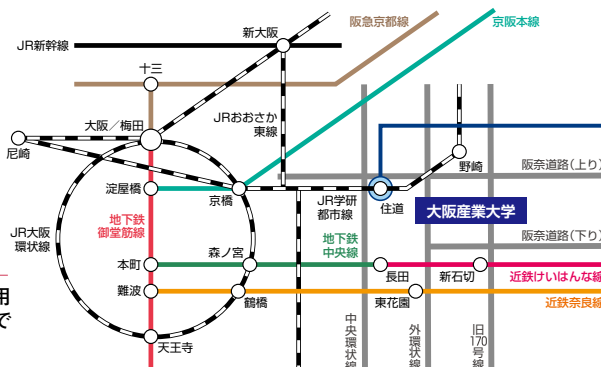 阪急京都線
京阪本線
新大阪
JR新幹線
十三
JRおおさか
東線
大阪／梅田
尼崎
野崎
阪奈道路（上り）
淀屋橋
京橋
JR学研
都市線
住道
大阪産業大学
地下鉄
御堂筋線
JR大阪
環状線
地下鉄
中央線
阪奈道路（下り）
森ノ宮
本町
長田
新石切
近鉄けいはんな線
用
難波
鶴橋
東花園
近鉄奈良線
で
天王寺
中央環状線
外環状線
旧170号線